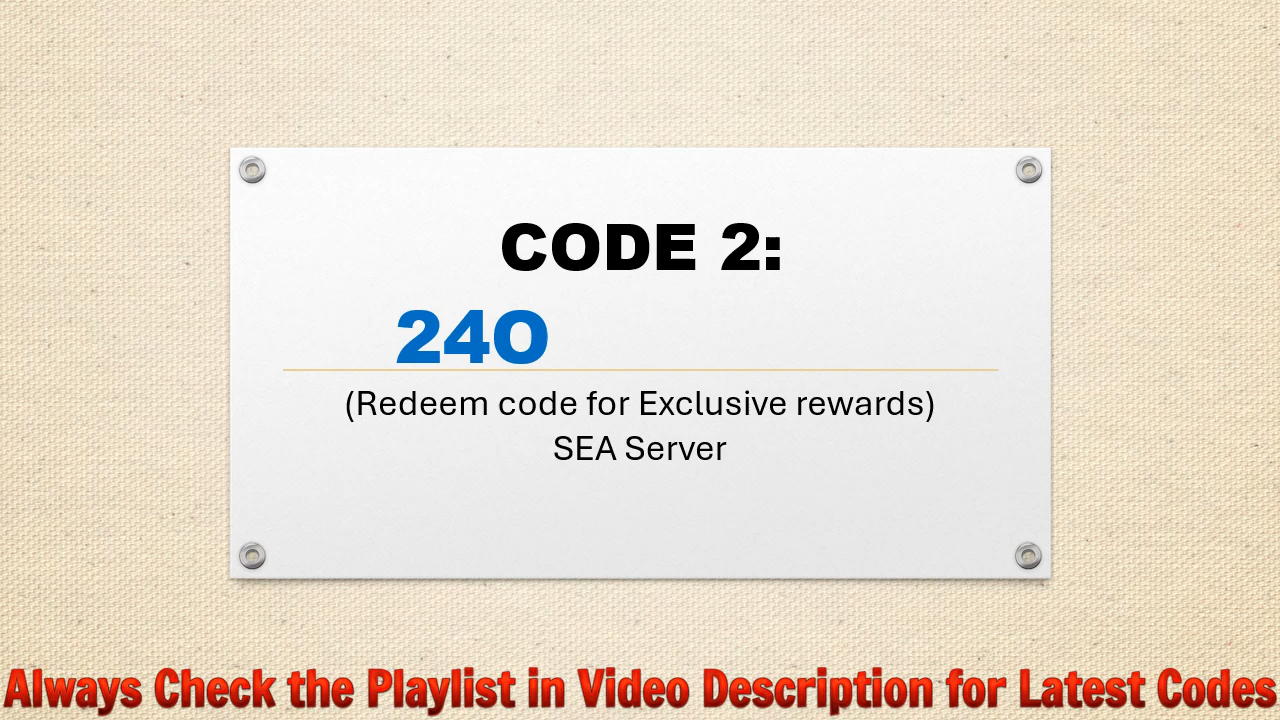 CODE 2:
24O
(Redeem code for Exclusive rewards)
SEA Server
Always Check the Playlist in Video Description for Latest Codes